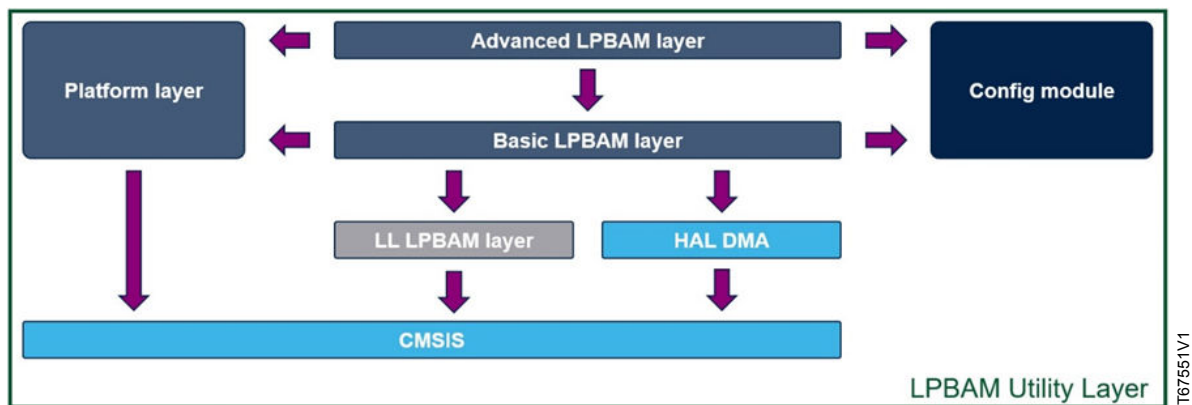 Advanced LPBAM layer
Platform layer
Config module
Basic LPBAM layer
LL LPBAM layer
HAL DMA
CMSIS
LPBAM Utility Layer
T67551V1